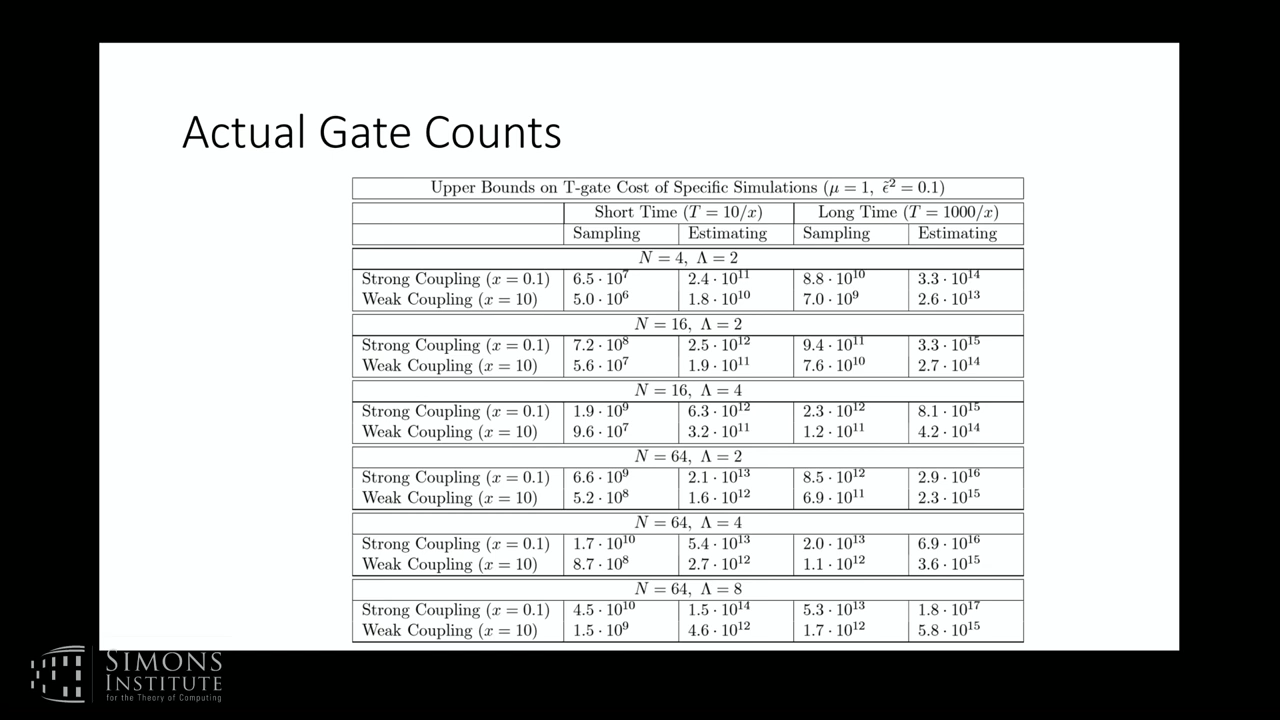 Actual Gate Counts
Upper Bounds on T-gate Cost of Specific Simulations (μ = 1, ϵ̃² = 0.1)
Short Time (T = 10/x) Long Time (T = 1000/x)
Sampling Estimating Sampling Estimating
N = 4, Λ = 2
Strong Coupling (x = 0.1) 6.5 · 10⁷ 2.4 · 10¹¹ 8.8 · 10¹⁰ 3.3 · 10¹⁴
Weak Coupling (x = 10) 5.0 · 10⁶ 1.8 · 10¹⁰ 7.0 · 10⁹ 2.6 · 10¹³
N = 16, Λ = 2
Strong Coupling (x = 0.1) 7.2 · 10⁸ 2.5 · 10¹² 9.4 · 10¹¹ 3.3 · 10¹⁵
Weak Coupling (x = 10) 5.6 · 10⁷ 1.9 · 10¹¹ 7.6 · 10¹⁰ 2.7 · 10¹⁴
N = 16, Λ = 4
Strong Coupling (x = 0.1) 1.9 · 10⁹ 6.3 · 10¹² 2.3 · 10¹² 8.1 · 10¹⁵
Weak Coupling (x = 10) 9.6 · 10⁷ 3.2 · 10¹¹ 1.2 · 10¹¹ 4.2 · 10¹⁴
N = 64, Λ = 2
Strong Coupling (x = 0.1) 6.6 · 10⁹ 2.1 · 10¹³ 8.5 · 10¹² 2.9 · 10¹⁶
Weak Coupling (x = 10) 5.2 · 10⁸ 1.6 · 10¹² 6.9 · 10¹¹ 2.3 · 10¹⁵
N = 64, Λ = 4
Strong Coupling (x = 0.1) 1.7 · 10¹⁰ 5.4 · 10¹³ 2.0 · 10¹³ 6.9 · 10¹⁶
Weak Coupling (x = 10) 8.7 · 10⁸ 2.7 · 10¹² 1.1 · 10¹² 3.6 · 10¹⁵
N = 64, Λ = 8
Strong Coupling (x = 0.1) 4.5 · 10¹⁰ 1.5 · 10¹⁴ 5.3 · 10¹³ 1.8 · 10¹⁷
Weak Coupling (x = 10) 1.5 · 10⁹ 4.6 · 10¹² 1.7 · 10¹² 5.8 · 10¹⁵
SIMONS
INSTITUTE
for the Theory of Computing